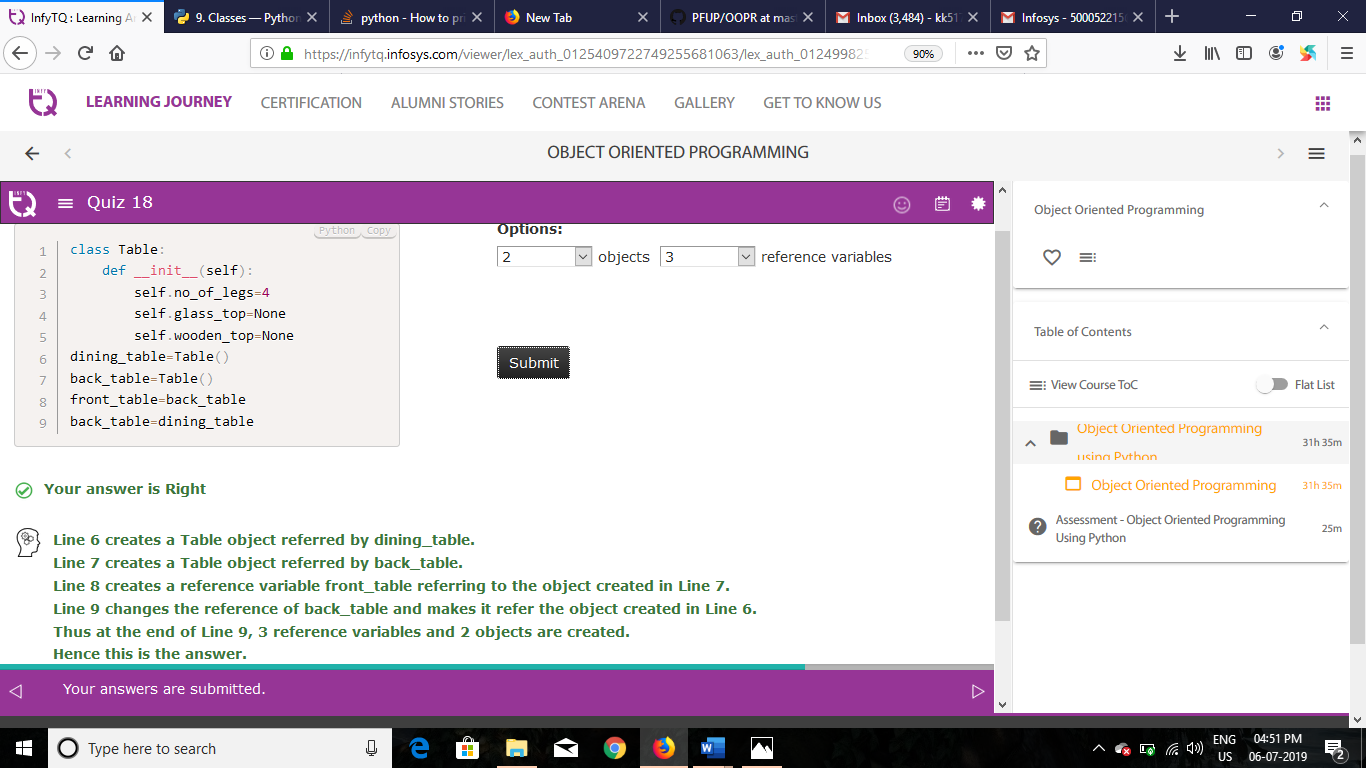 InfyTQ : Learning A
9. Classes — Python
python - How to pri
New Tab
PFUP/OOPR at mas
Inbox (3,484) - kk517
Infosys - 500052215
https://infytq.infosys.com/viewer/lex_auth_0125409722749255681063/lex_auth_01249982
90%
INFY
TQ
LEARNING JOURNEY
CERTIFICATION
ALUMNI STORIES
CONTEST ARENA
GALLERY
GET TO KNOW US
OBJECT ORIENTED PROGRAMMING
Quiz 18
Python Copy
1 class Table:
2 def __init__(self):
3 self.no_of_legs=4
4 self.glass_top=None
5 self.wooden_top=None
6 dining_table=Table()
7 back_table=Table()
8 front_table=back_table
9 back_table=dining_table
Options:
2 objects 3 reference variables
Submit
Your answer is Right
Line 6 creates a Table object referred by dining_table.
Line 7 creates a Table object referred by back_table.
Line 8 creates a reference variable front_table referring to the object created in Line 7.
Line 9 changes the reference of back_table and makes it refer the object created in Line 6.
Thus at the end of Line 9, 3 reference variables and 2 objects are created.
Hence this is the answer.
Your answers are submitted.
Object Oriented Programming
Table of Contents
View Course ToC
Flat List
Object Oriented Programming
using Python
31h 35m
Object Oriented Programming
31h 35m
Assessment - Object Oriented Programming
Using Python
25m
Type here to search
ENG
US
04:51 PM
06-07-2019
2